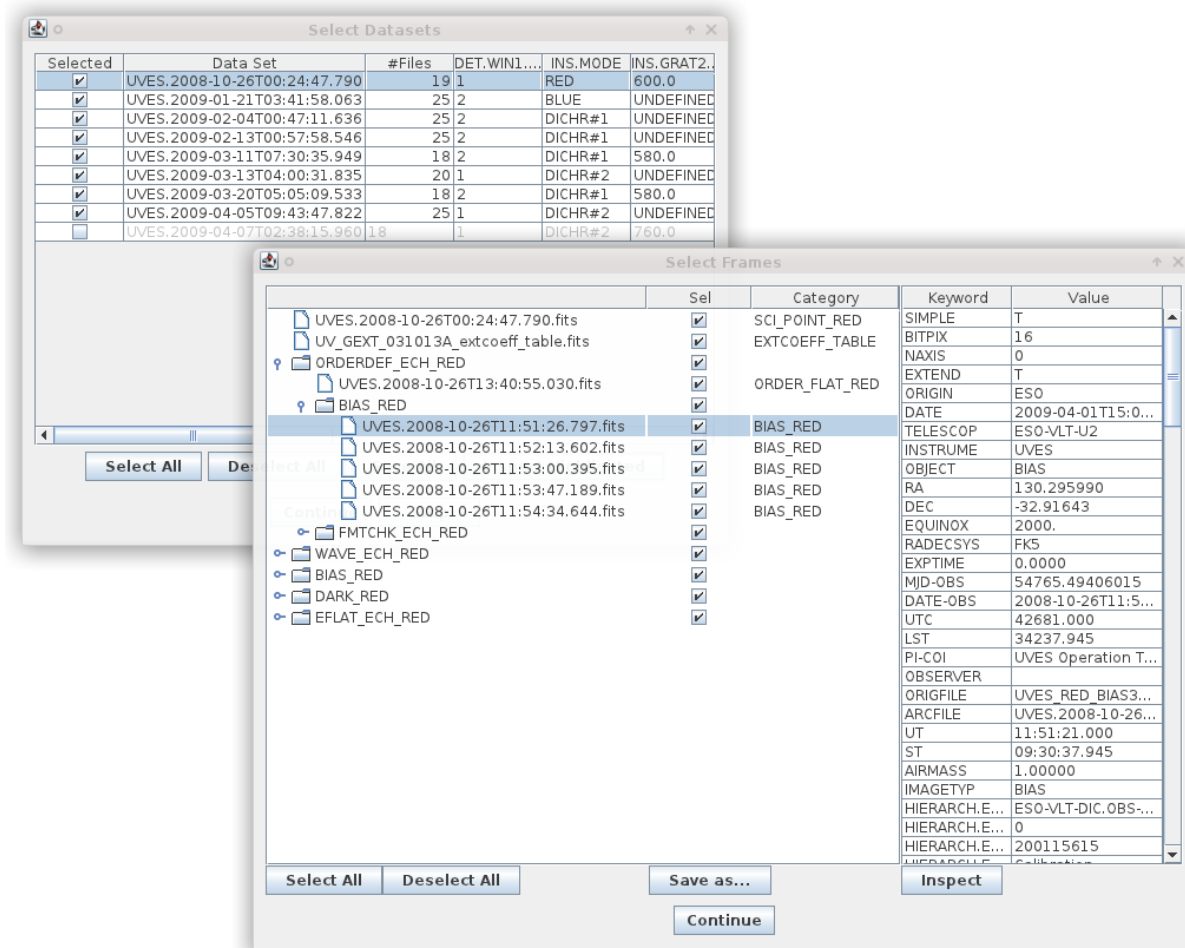 Select Datasets
Selected Data Set #Files DET.WIN1.... INS.MODE INS.GRAT2..
UVES.2008-10-26T00:24:47.790 19 1 RED 600.0
UVES.2009-01-21T03:41:58.063 25 2 BLUE UNDEFINED
UVES.2009-02-04T00:47:11.636 25 2 DICHR#1 UNDEFINED
UVES.2009-02-13T00:57:58.546 25 2 DICHR#1 UNDEFINED
UVES.2009-03-11T07:30:35.949 18 2 DICHR#1 580.0
UVES.2009-03-13T04:00:31.835 20 1 DICHR#2 UNDEFINED
UVES.2009-03-20T05:05:09.533 18 2 DICHR#1 580.0
UVES.2009-04-05T09:43:47.822 25 1 DICHR#2 UNDEFINED
UVES.2009-04-07T02:38:15.960 18 1 DICHR#2 760.0
Select All Deselect All
Continue
Select Frames
Sel Category
UVES.2008-10-26T00:24:47.790.fits SCI_POINT_RED
UV_GEXT_031013A_extcoeff_table.fits EXTCOEFF_TABLE
ORDERDEF_ECH_RED
UVES.2008-10-26T13:40:55.030.fits ORDER_FLAT_RED
BIAS_RED
UVES.2008-10-26T11:51:26.797.fits BIAS_RED
UVES.2008-10-26T11:52:13.602.fits BIAS_RED
UVES.2008-10-26T11:53:00.395.fits BIAS_RED
UVES.2008-10-26T11:53:47.189.fits BIAS_RED
UVES.2008-10-26T11:54:34.644.fits BIAS_RED
FMTCHK_ECH_RED
WAVE_ECH_RED
BIAS_RED
DARK_RED
EFLAT_ECH_RED
Keyword Value
SIMPLE T
BITPIX 16
NAXIS 0
EXTEND T
ORIGIN ESO
DATE 2009-04-01T15:0...
TELESCOP ESO-VLT-U2
INSTRUME UVES
OBJECT BIAS
RA 130.295990
DEC -32.91643
EQUINOX 2000.
RADECSYS FK5
EXPTIME 0.0000
MJD-OBS 54765.49406015
DATE-OBS 2008-10-26T11:5...
UTC 42681.000
LST 34237.945
PI-COI UVES Operation T...
OBSERVER
ORIGFILE UVES_RED_BIAS3...
ARCFILE UVES.2008-10-26...
UT 11:51:21.000
ST 09:30:37.945
AIRMASS 1.00000
IMAGETYP BIAS
HIERARCH.E... ESO-VLT-DIC.OBS-...
HIERARCH.E... 0
HIERARCH.E... 200115615
Select All Deselect All Save as... Inspect
Continue